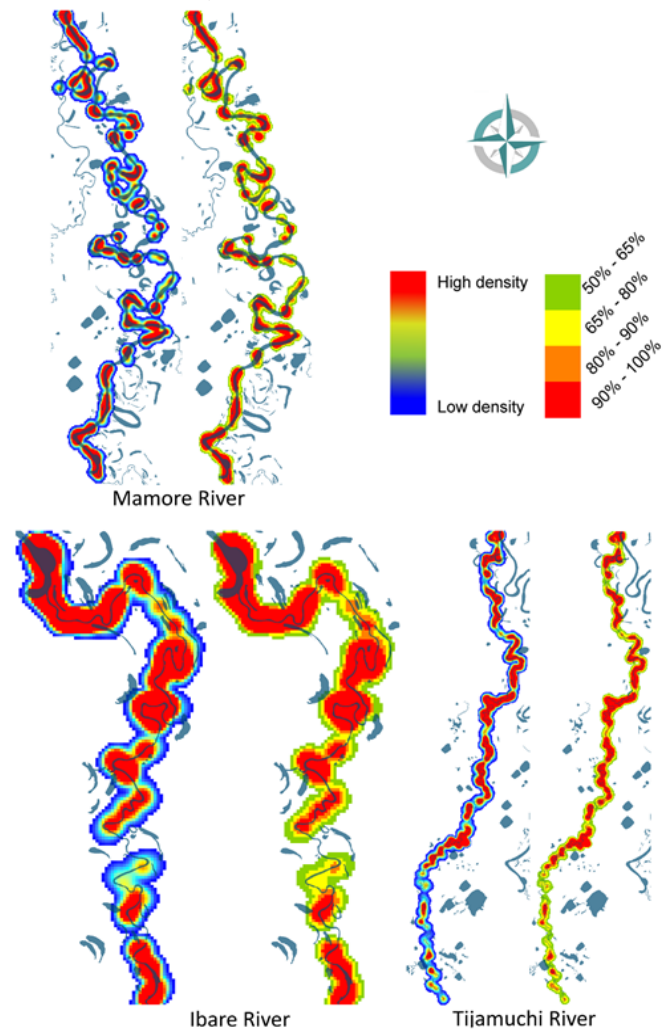 High density
Low density
50% - 65%
65% - 80%
80% - 90%
90% - 100%
Mamore River
Ibare River
Tijamuchi River